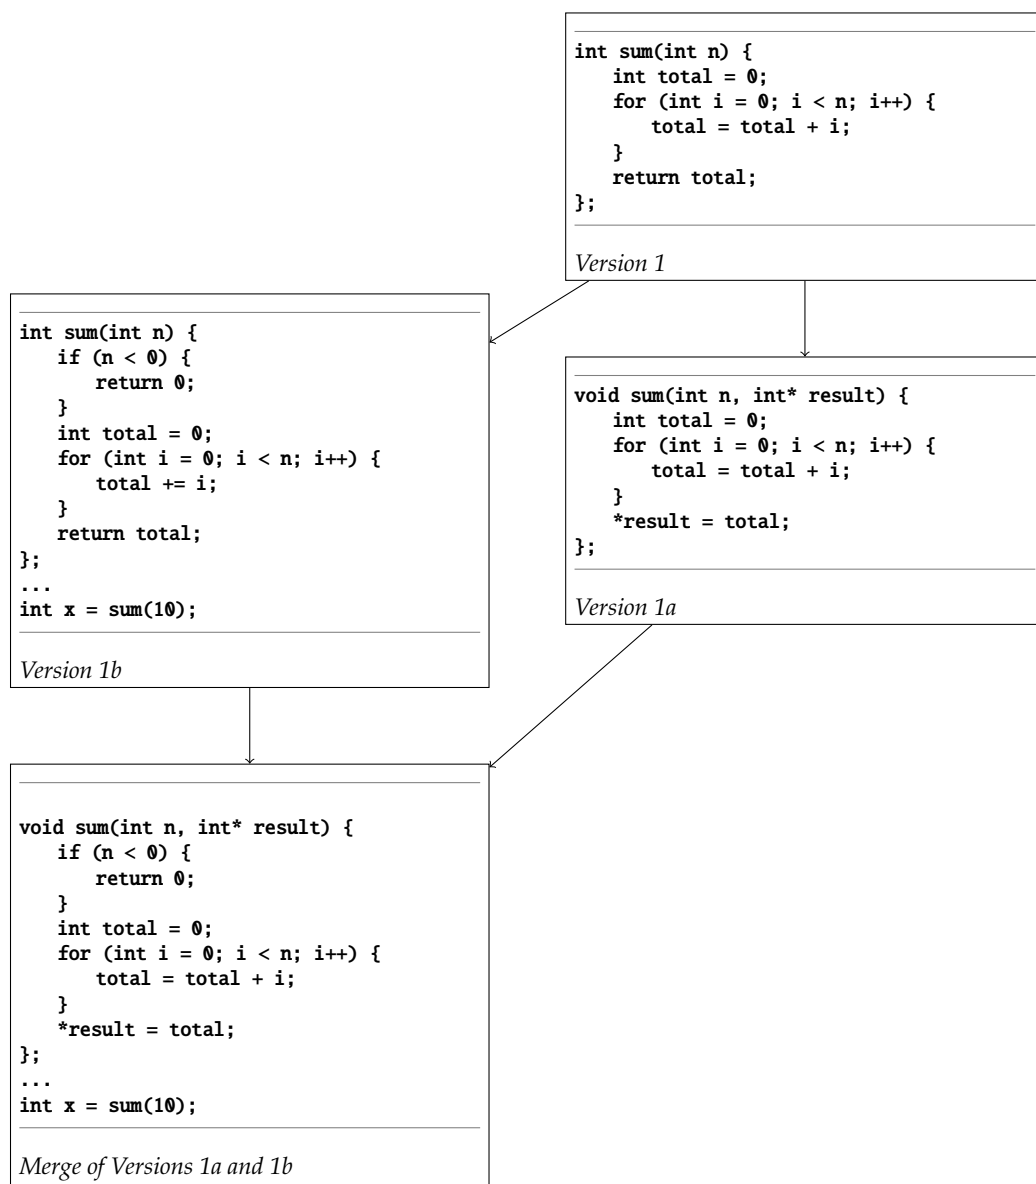 int sum(int n) {
int total = 0;
for (int i = 0; i < n; i++) {
total = total + i;
}
return total;
};
Version 1
int sum(int n) {
if (n < 0) {
return 0;
}
int total = 0;
for (int i = 0; i < n; i++) {
total += i;
}
return total;
};
...
int x = sum(10);
Version 1b
void sum(int n, int* result) {
int total = 0;
for (int i = 0; i < n; i++) {
total = total + i;
}
*result = total;
};
Version 1a
void sum(int n, int* result) {
if (n < 0) {
return 0;
}
int total = 0;
for (int i = 0; i < n; i++) {
total = total + i;
}
*result = total;
};
...
int x = sum(10);
Merge of Versions 1a and 1b